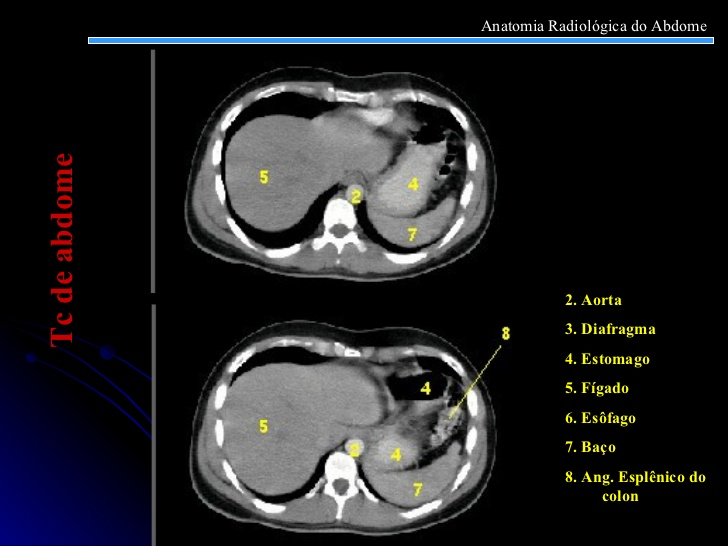 Anatomia Radiológica do Abdome
Tc de abdome
5
2
4
7
8
4
5
2
4
7
2. Aorta
3. Diafragma
4. Estomago
5. Fígado
6. Esôfago
7. Baço
8. Ang. Esplênico do
colon